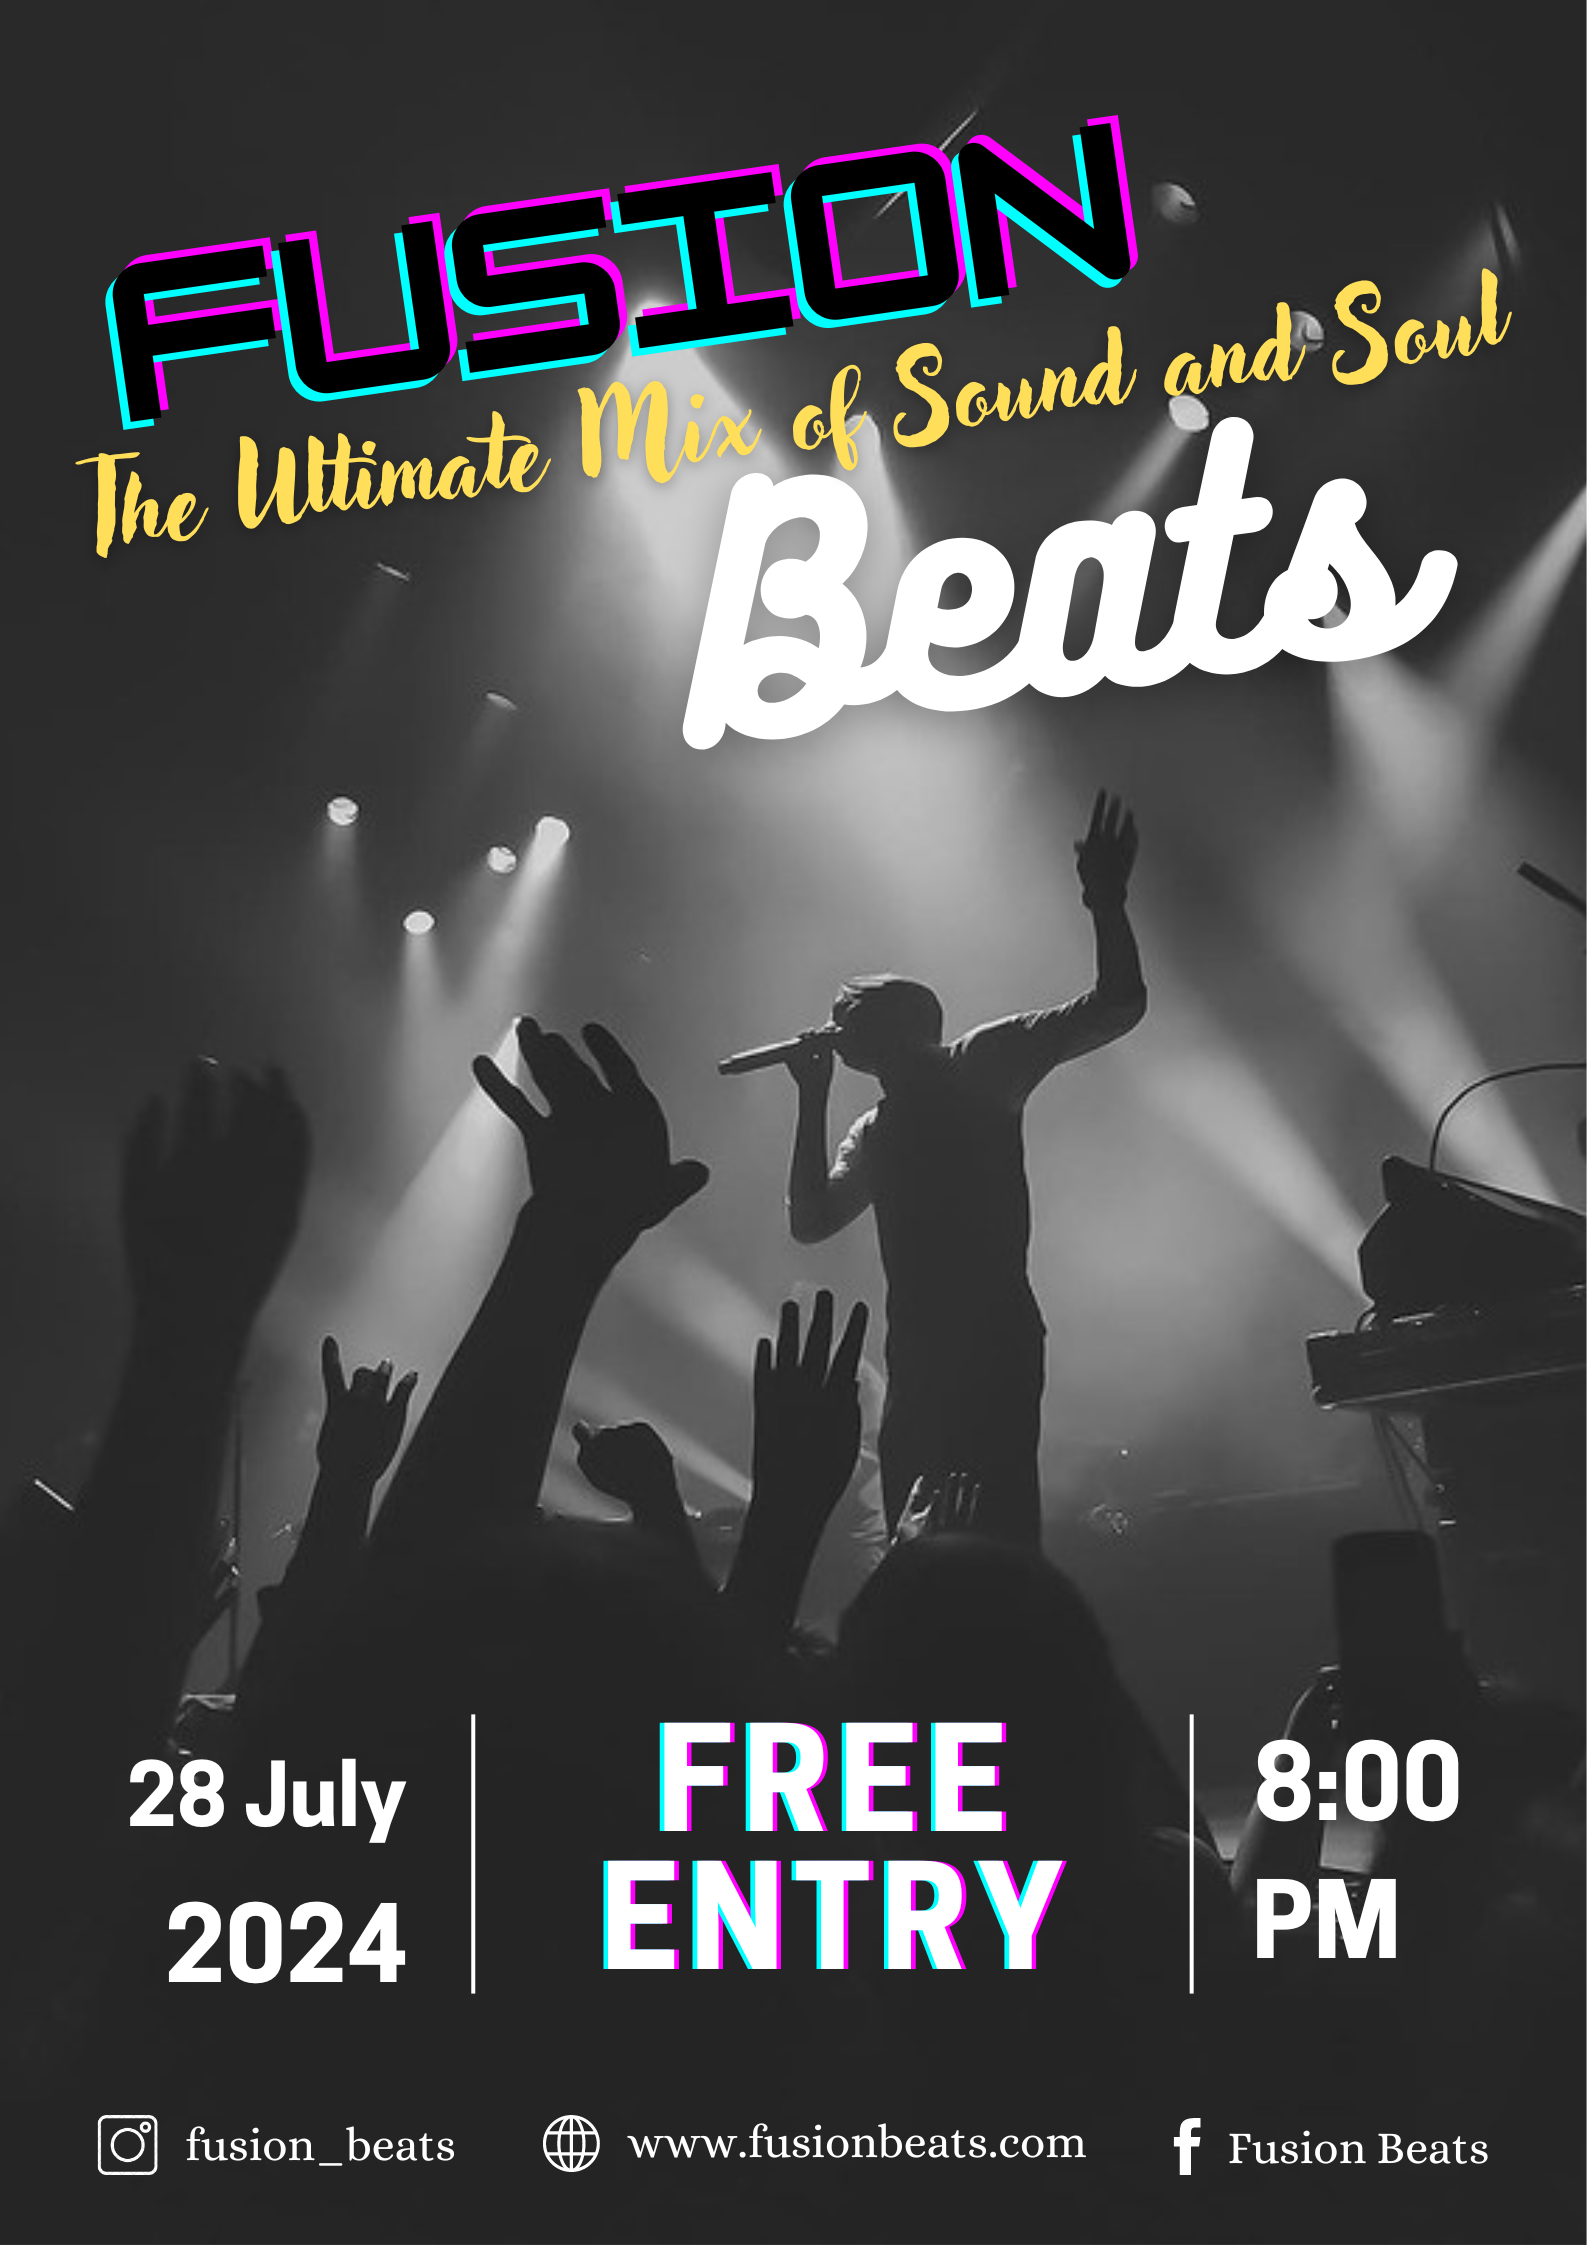 FUSION
The Ultimate Mix of Sound and Soul
Beats
28 July
2024
FREE
ENTRY
8:00
PM
fusion_beats
www.fusionbeats.com
Fusion Beats